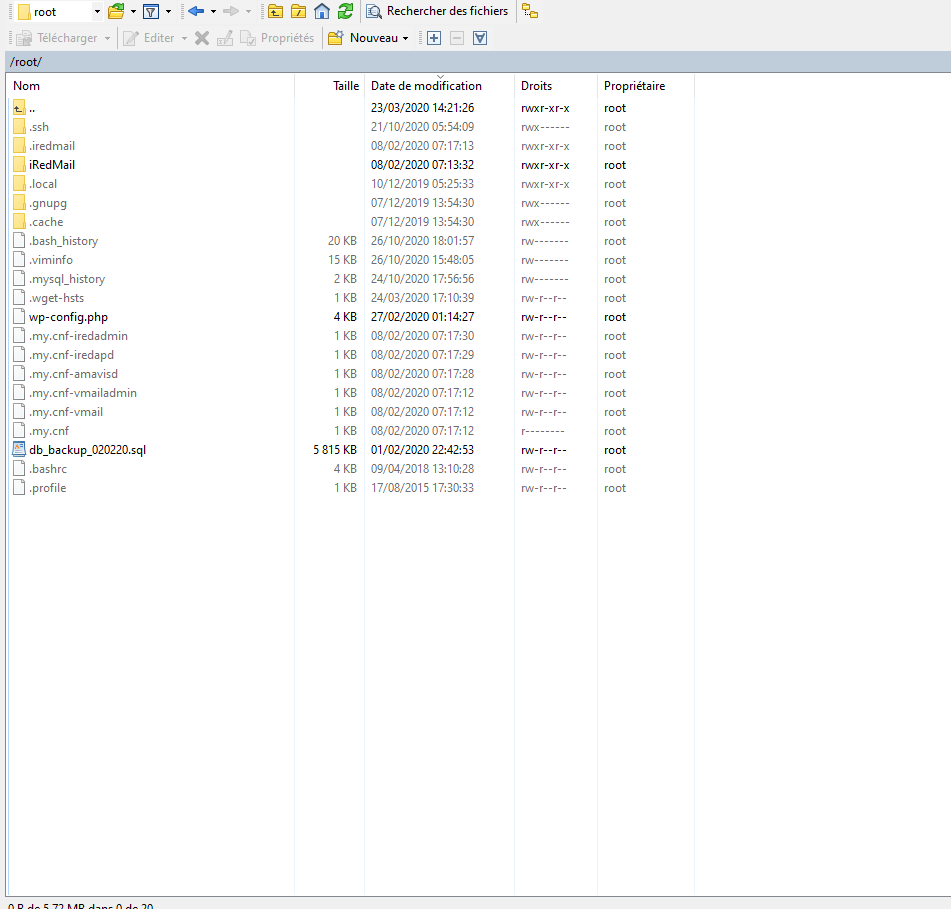 root Rechercher des fichiers
Télécharger Editer Propriétés Nouveau
/root/
Nom Taille Date de modification Droits Propriétaire
.. 23/03/2020 14:21:26 rwxr-xr-x root
.ssh 21/10/2020 05:54:09 rwx------ root
.iredmail 08/02/2020 07:17:13 rwxr-xr-x root
iRedMail 08/02/2020 07:13:32 rwxr-xr-x root
.local 10/12/2019 05:25:33 rwxr-xr-x root
.gnupg 07/12/2019 13:54:30 rwx------ root
.cache 07/12/2019 13:54:30 rwx------ root
.bash_history 20 KB 26/10/2020 18:01:57 rw------- root
.viminfo 15 KB 26/10/2020 15:48:05 rw------- root
.mysql_history 2 KB 24/10/2020 17:56:56 rw------- root
.wget-hsts 1 KB 24/03/2020 17:10:39 rw-r--r-- root
wp-config.php 4 KB 27/02/2020 01:14:27 rw-r--r-- root
.my.cnf-iredadmin 1 KB 08/02/2020 07:17:30 rw-r--r-- root
.my.cnf-iredapd 1 KB 08/02/2020 07:17:29 rw-r--r-- root
.my.cnf-amavisd 1 KB 08/02/2020 07:17:28 rw-r--r-- root
.my.cnf-vmailadmin 1 KB 08/02/2020 07:17:12 rw-r--r-- root
.my.cnf-vmail 1 KB 08/02/2020 07:17:12 rw-r--r-- root
.my.cnf 1 KB 08/02/2020 07:17:12 r-------- root
db_backup_020220.sql 5 815 KB 01/02/2020 22:42:53 rw-r--r-- root
.bashrc 4 KB 09/04/2018 13:10:28 rw-r--r-- root
.profile 1 KB 17/08/2015 17:30:33 rw-r--r-- root
0 B de 5,72 MB dans 0 de 20